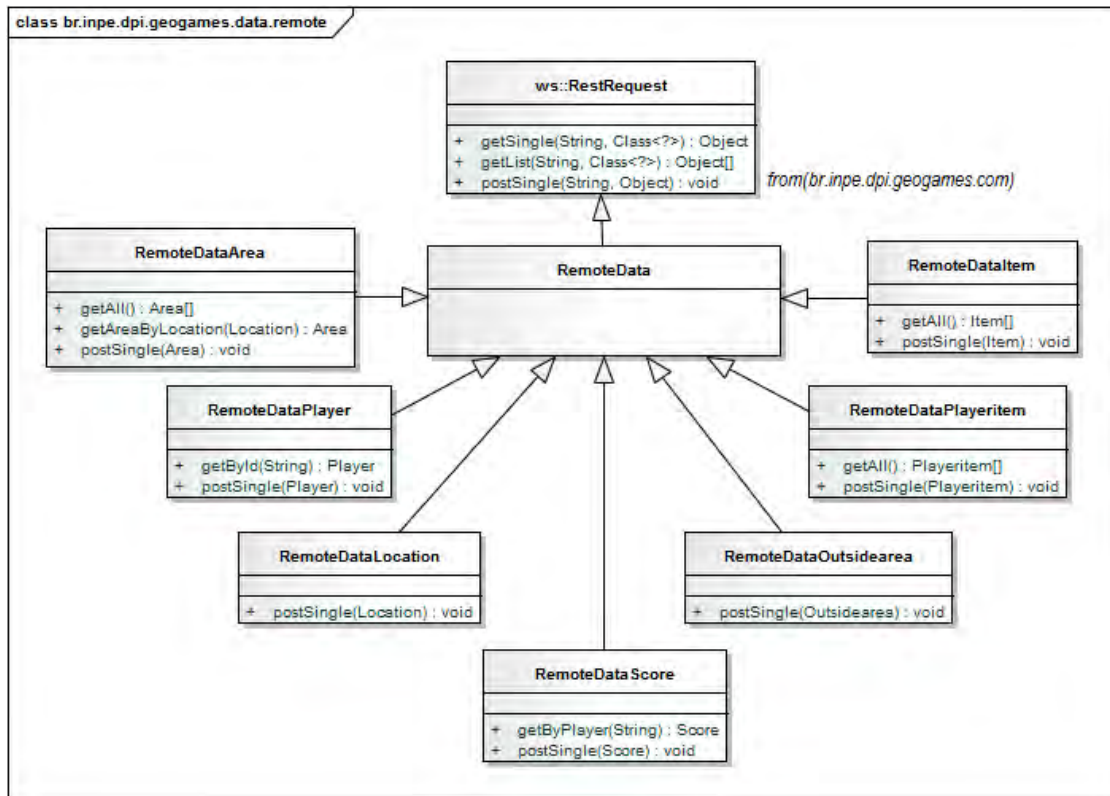 class br.inpe.dpi.geogames.data.remote
ws::RestRequest
+ getSingle(String, Class<?>) : Object
+ getList(String, Class<?>) : Object[]
+ postSingle(String, Object) : void
from(br.inpe.dpi.geogames.com)
RemoteDataArea
+ getAll() : Area[]
+ getAreaByLocation(Location) : Area
+ postSingle(Area) : void
RemoteData
RemoteDataItem
+ getAll() : Item[]
+ postSingle(Item) : void
RemoteDataPlayer
+ getById(String) : Player
+ postSingle(Player) : void
RemoteDataPlayeritem
+ getAll() : Playeritem[]
+ postSingle(Playeritem) : void
RemoteDataLocation
+ postSingle(Location) : void
RemoteDataOutsidearea
+ postSingle(Outsidearea) : void
RemoteDataScore
+ getByPlayer(String) : Score
+ postSingle(Score) : void